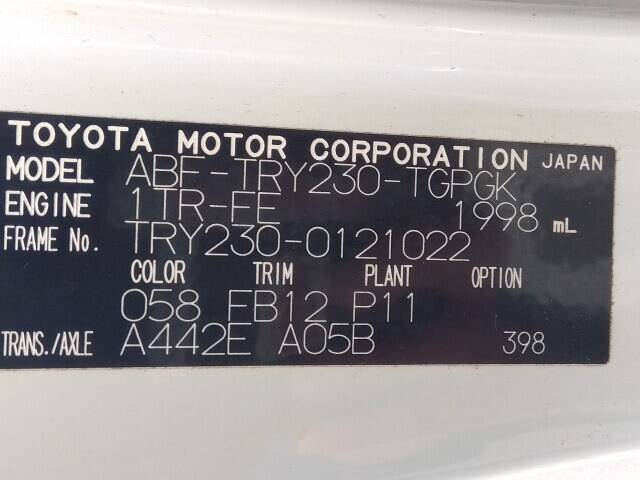 TOYOTA MOTOR CORPORATION JAPAN
MODEL ABF-TRY230-TGPGK
ENGINE 1TR-FE 1998 mL
FRAME No. TRY230-0121022
COLOR TRIM PLANT OPTION
058 FB12 P11
TRANS./AXLE A442E A05B 398